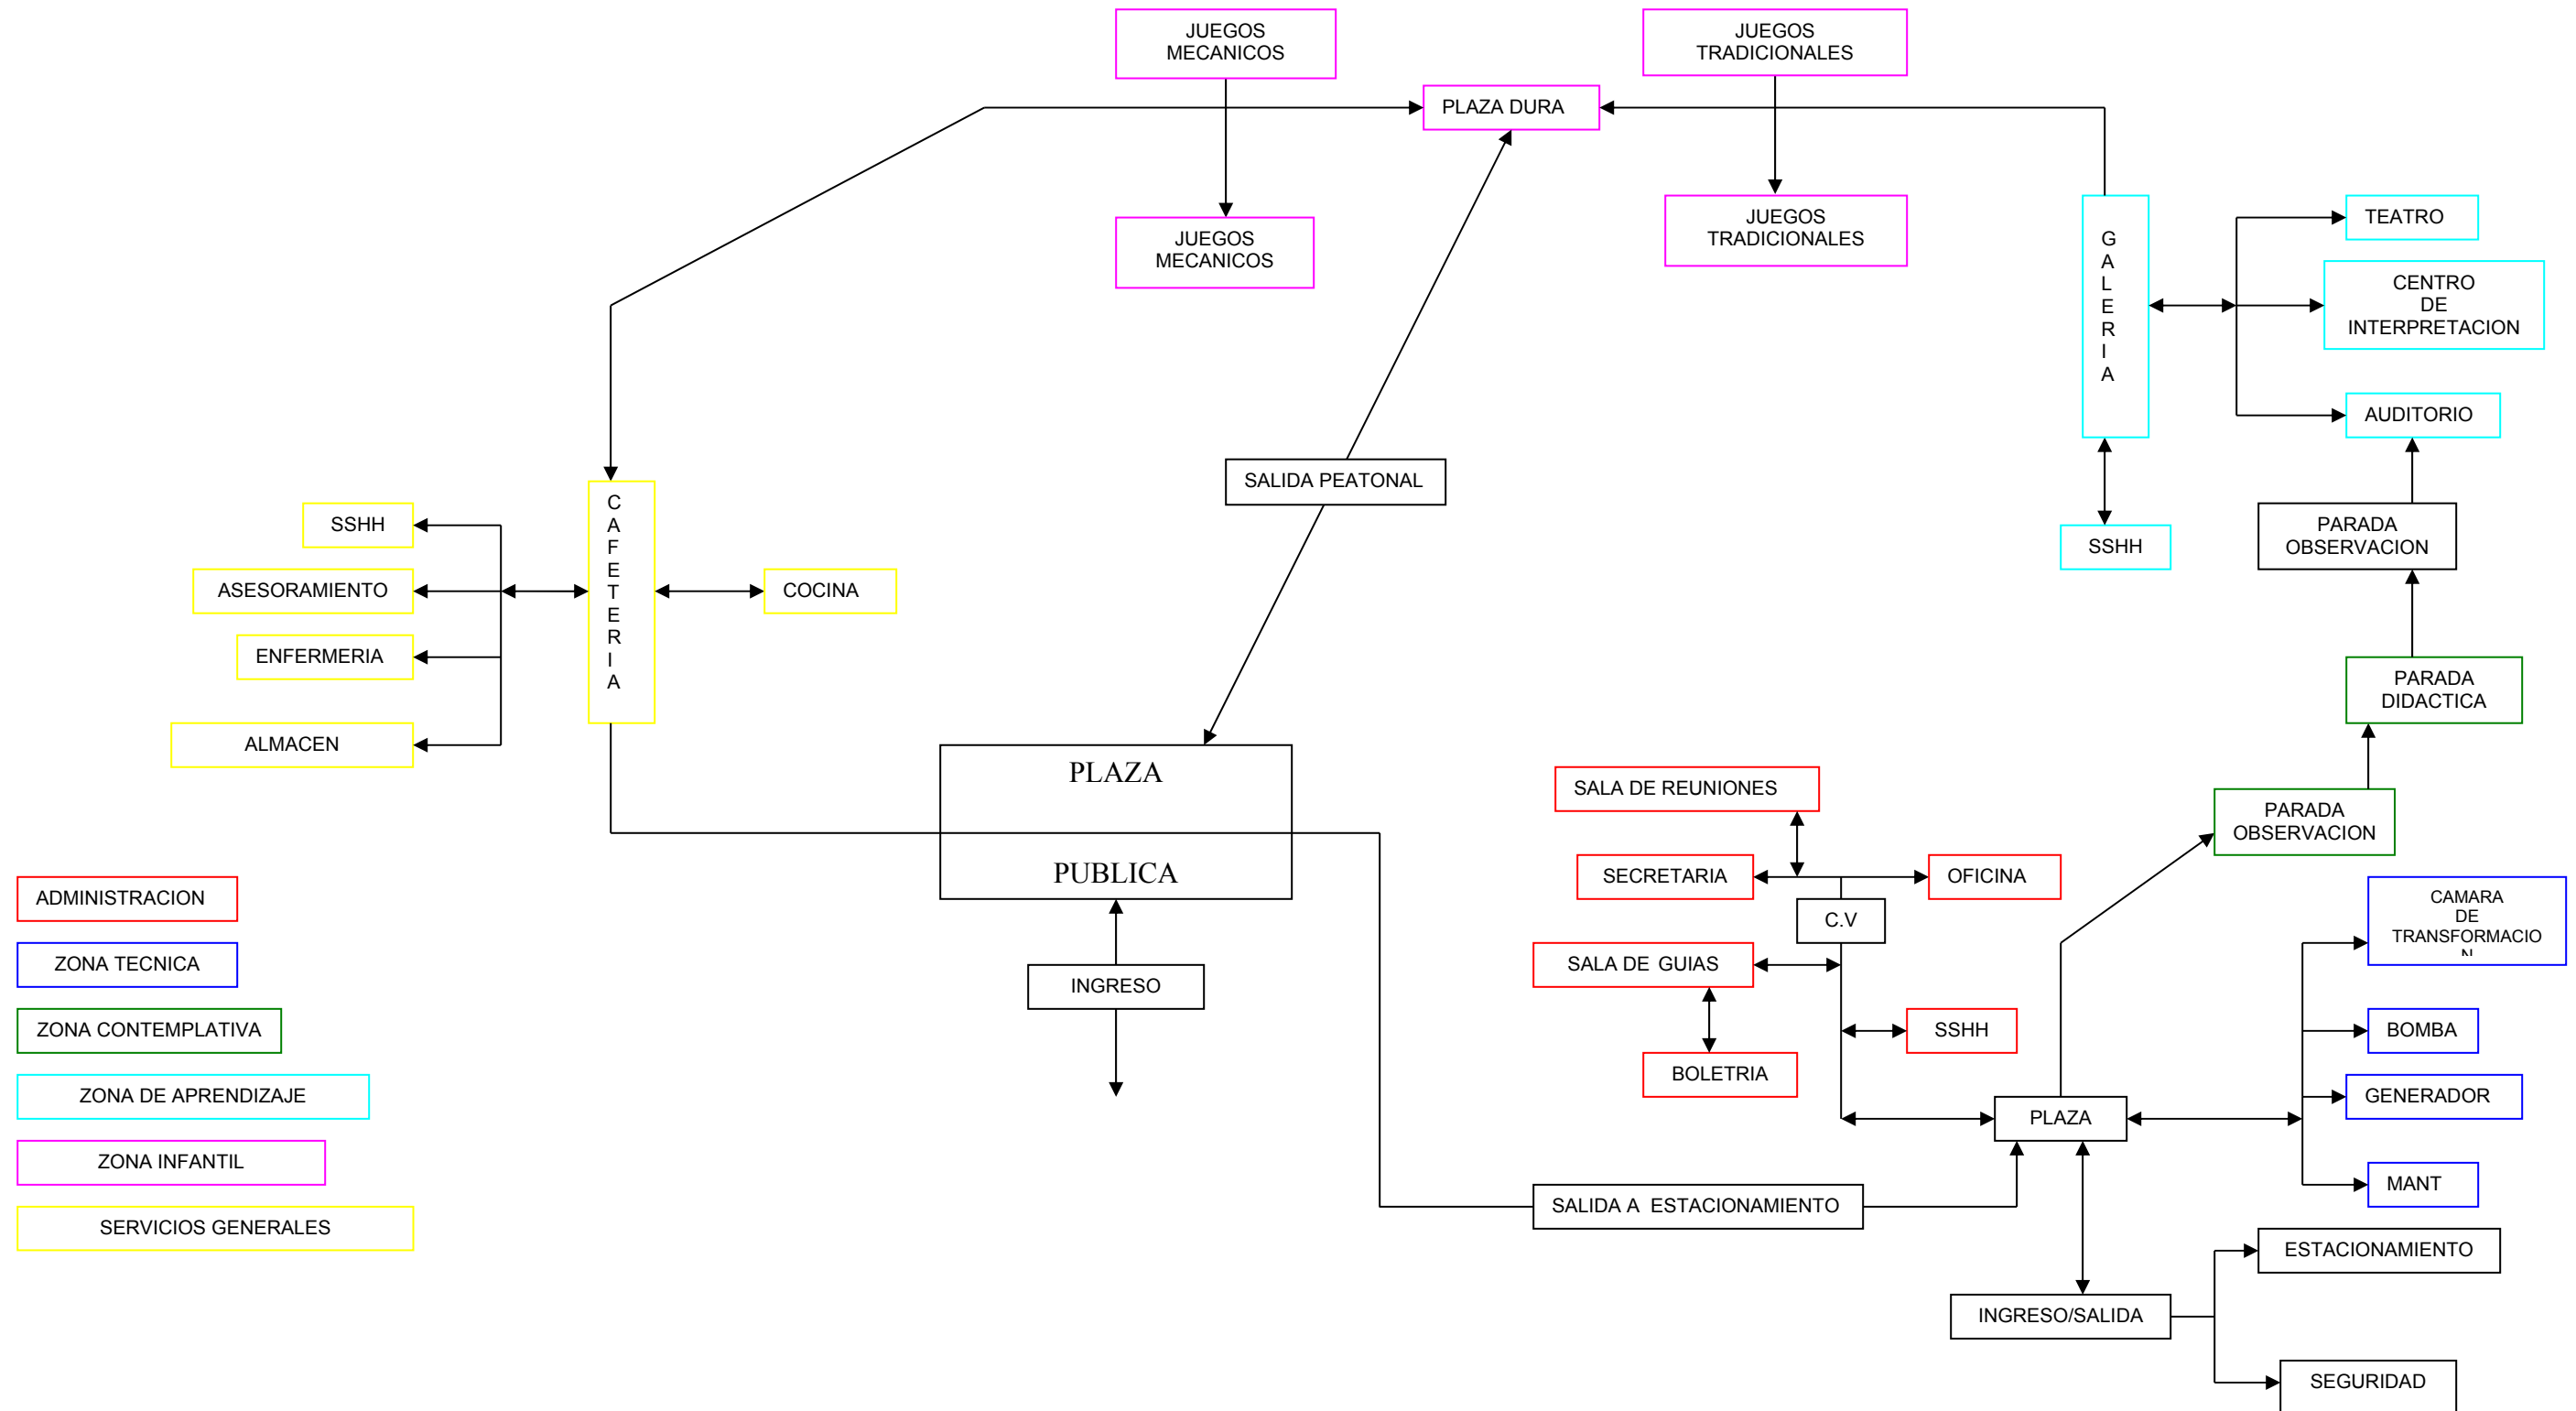 JUEGOS
MECANICOS
JUEGOS
TRADICIONALES
PLAZA DURA
JUEGOS
MECANICOS
JUEGOS
TRADICIONALES
G
A
L
E
R
I
A
TEATRO
CENTRO
DE
INTERPRETACION
AUDITORIO
SALIDA PEATONAL
SSHH
PARADA
OBSERVACION
C
A
F
E
T
E
R
I
A
SSHH
ASESORAMIENTO
ENFERMERIA
ALMACEN
COCINA
PARADA
DIDACTICA
PLAZA
PUBLICA
SALA DE REUNIONES
PARADA
OBSERVACION
SECRETARIA
OFICINA
C.V
SALA DE GUIAS
SSHH
BOLETRIA
INGRESO
CAMARA
DE
TRANSFORMACIO
N
BOMBA
GENERADOR
MANT
PLAZA
SALIDA A ESTACIONAMIENTO
ESTACIONAMIENTO
INGRESO/SALIDA
SEGURIDAD
ADMINISTRACION
ZONA TECNICA
ZONA CONTEMPLATIVA
ZONA DE APRENDIZAJE
ZONA INFANTIL
SERVICIOS GENERALES